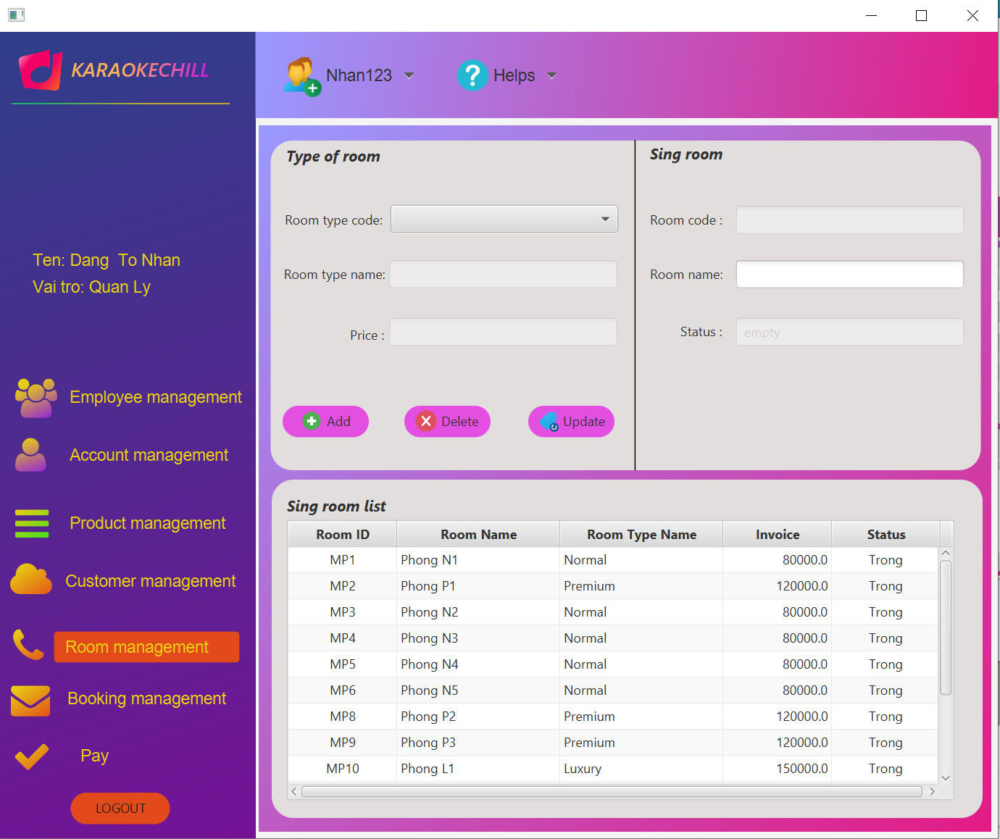 KARAOKECHILL
Nhan123
Helps
Ten: Dang  To Nhan
Vai tro: Quan Ly
Employee management
Account management
Product management
Customer management
Room management
Booking management
Pay
LOGOUT
Type of room
Room type code:
Room type name:
Price :
Add Delete Update
Sing room
Room code :
Room name:
Status : empty
Sing room list
Room ID Room Name Room Type Name Invoice Status
MP1 Phong N1 Normal 80000.0 Trong
MP2 Phong P1 Premium 120000.0 Trong
MP3 Phong N2 Normal 80000.0 Trong
MP4 Phong N3 Normal 80000.0 Trong
MP5 Phong N4 Normal 80000.0 Trong
MP6 Phong N5 Normal 80000.0 Trong
MP8 Phong P2 Premium 120000.0 Trong
MP9 Phong P3 Premium 120000.0 Trong
MP10 Phong L1 Luxury 150000.0 Trong